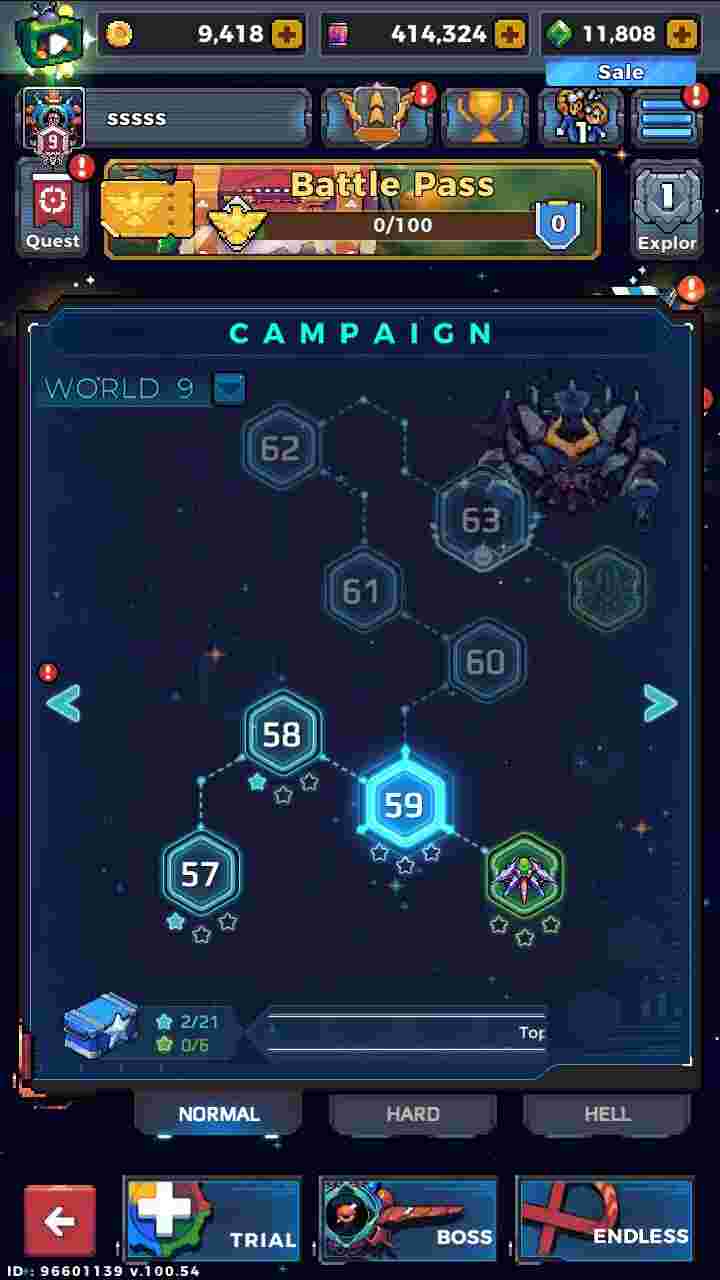 9,418
414,324
11,808
Sale
9
sssss
1
Battle Pass
0/100
0
Quest
1
Explor
CAMPAIGN
WORLD 9
62
63
61
60
58
59
57
2/21
0/6
Top
NORMAL
HARD
HELL
TRIAL
BOSS
ENDLESS
ID: 96601139 v.100.54